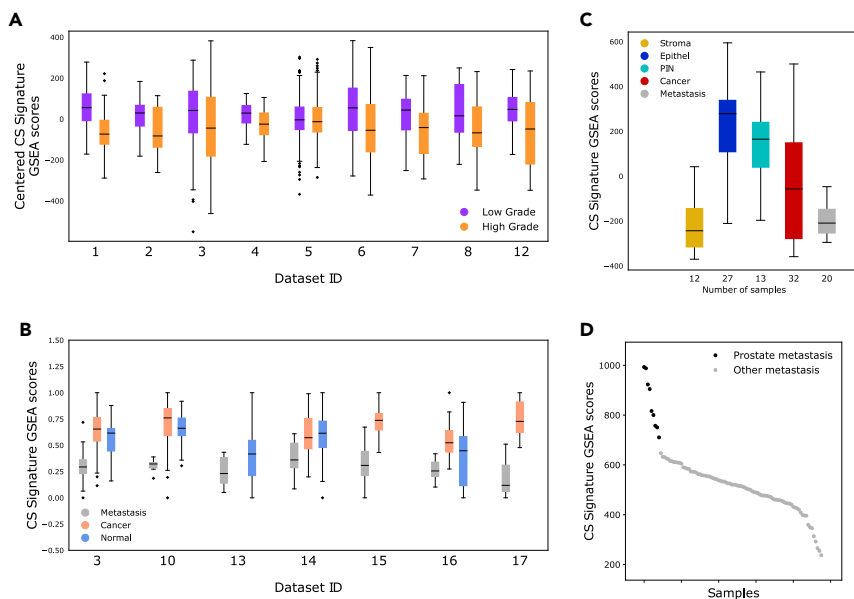 A
Centered CS Signature
GSEA scores
400
200
0
−200
−400
Low Grade
High Grade
1 2 3 4 5 6 7 8 12
Dataset ID
C
CS Signature GSEA scores
600
400
200
0
−200
−400
Stroma
Epithel
PIN
Cancer
Metastasis
12 27 13 32 20
Number of samples
B
CS Signature GSEA scores
1.50
1.25
1.00
0.75
0.50
0.25
0.00
−0.25
−0.50
Metastasis
Cancer
Normal
3 10 13 14 15 16 17
Dataset ID
D
CS Signature GSEA scores
1000
800
600
400
200
Prostate metastasis
Other metastasis
Samples